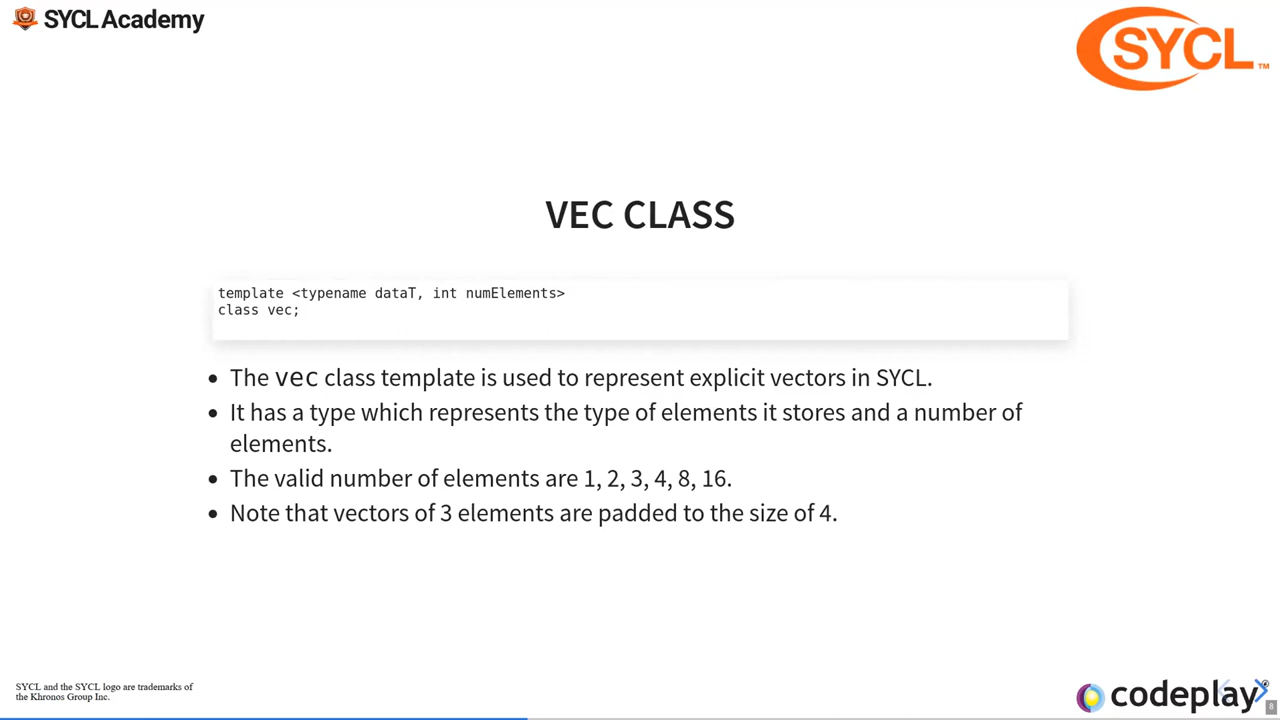 SYCL Academy
SYCL™
VEC CLASS
template <typename dataT, int numElements>
class vec;
• The vec class template is used to represent explicit vectors in SYCL.
• It has a type which represents the type of elements it stores and a number of
elements.
• The valid number of elements are 1, 2, 3, 4, 8, 16.
• Note that vectors of 3 elements are padded to the size of 4.
SYCL and the SYCL logo are trademarks of
the Khronos Group Inc.
codeplay®
8